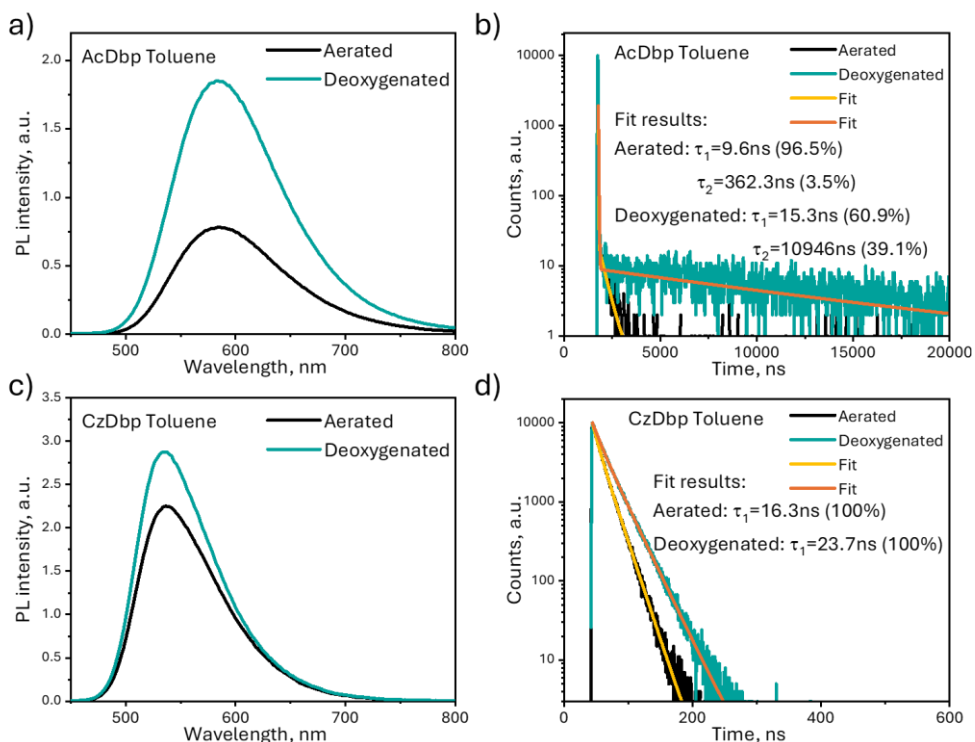 a)
AcDbp Toluene
Aerated
Deoxygenated
PL intensity, a.u.
2.0
1.5
1.0
0.5
0.0
500
600
700
800
Wavelength, nm
b)
AcDbp Toluene
Aerated
Deoxygenated
Fit
Fit
Fit results:
Aerated: τ1=9.6ns (96.5%)
τ2=362.3ns (3.5%)
Deoxygenated: τ1=15.3ns (60.9%)
τ2=10946ns (39.1%)
Counts, a.u.
10000
1000
100
10
1
0
5000
10000
15000
20000
Time, ns
c)
CzDbp Toluene
Aerated
Deoxygenated
PL intensity, a.u.
3.5
3.0
2.5
2.0
1.5
1.0
0.5
0.0
500
600
700
800
Wavelength, nm
d)
CzDbp Toluene
Aerated
Deoxygenated
Fit
Fit
Fit results:
Aerated: τ1=16.3ns (100%)
Deoxygenated: τ1=23.7ns (100%)
Counts, a.u.
10000
1000
100
10
0
200
400
600
Time, ns